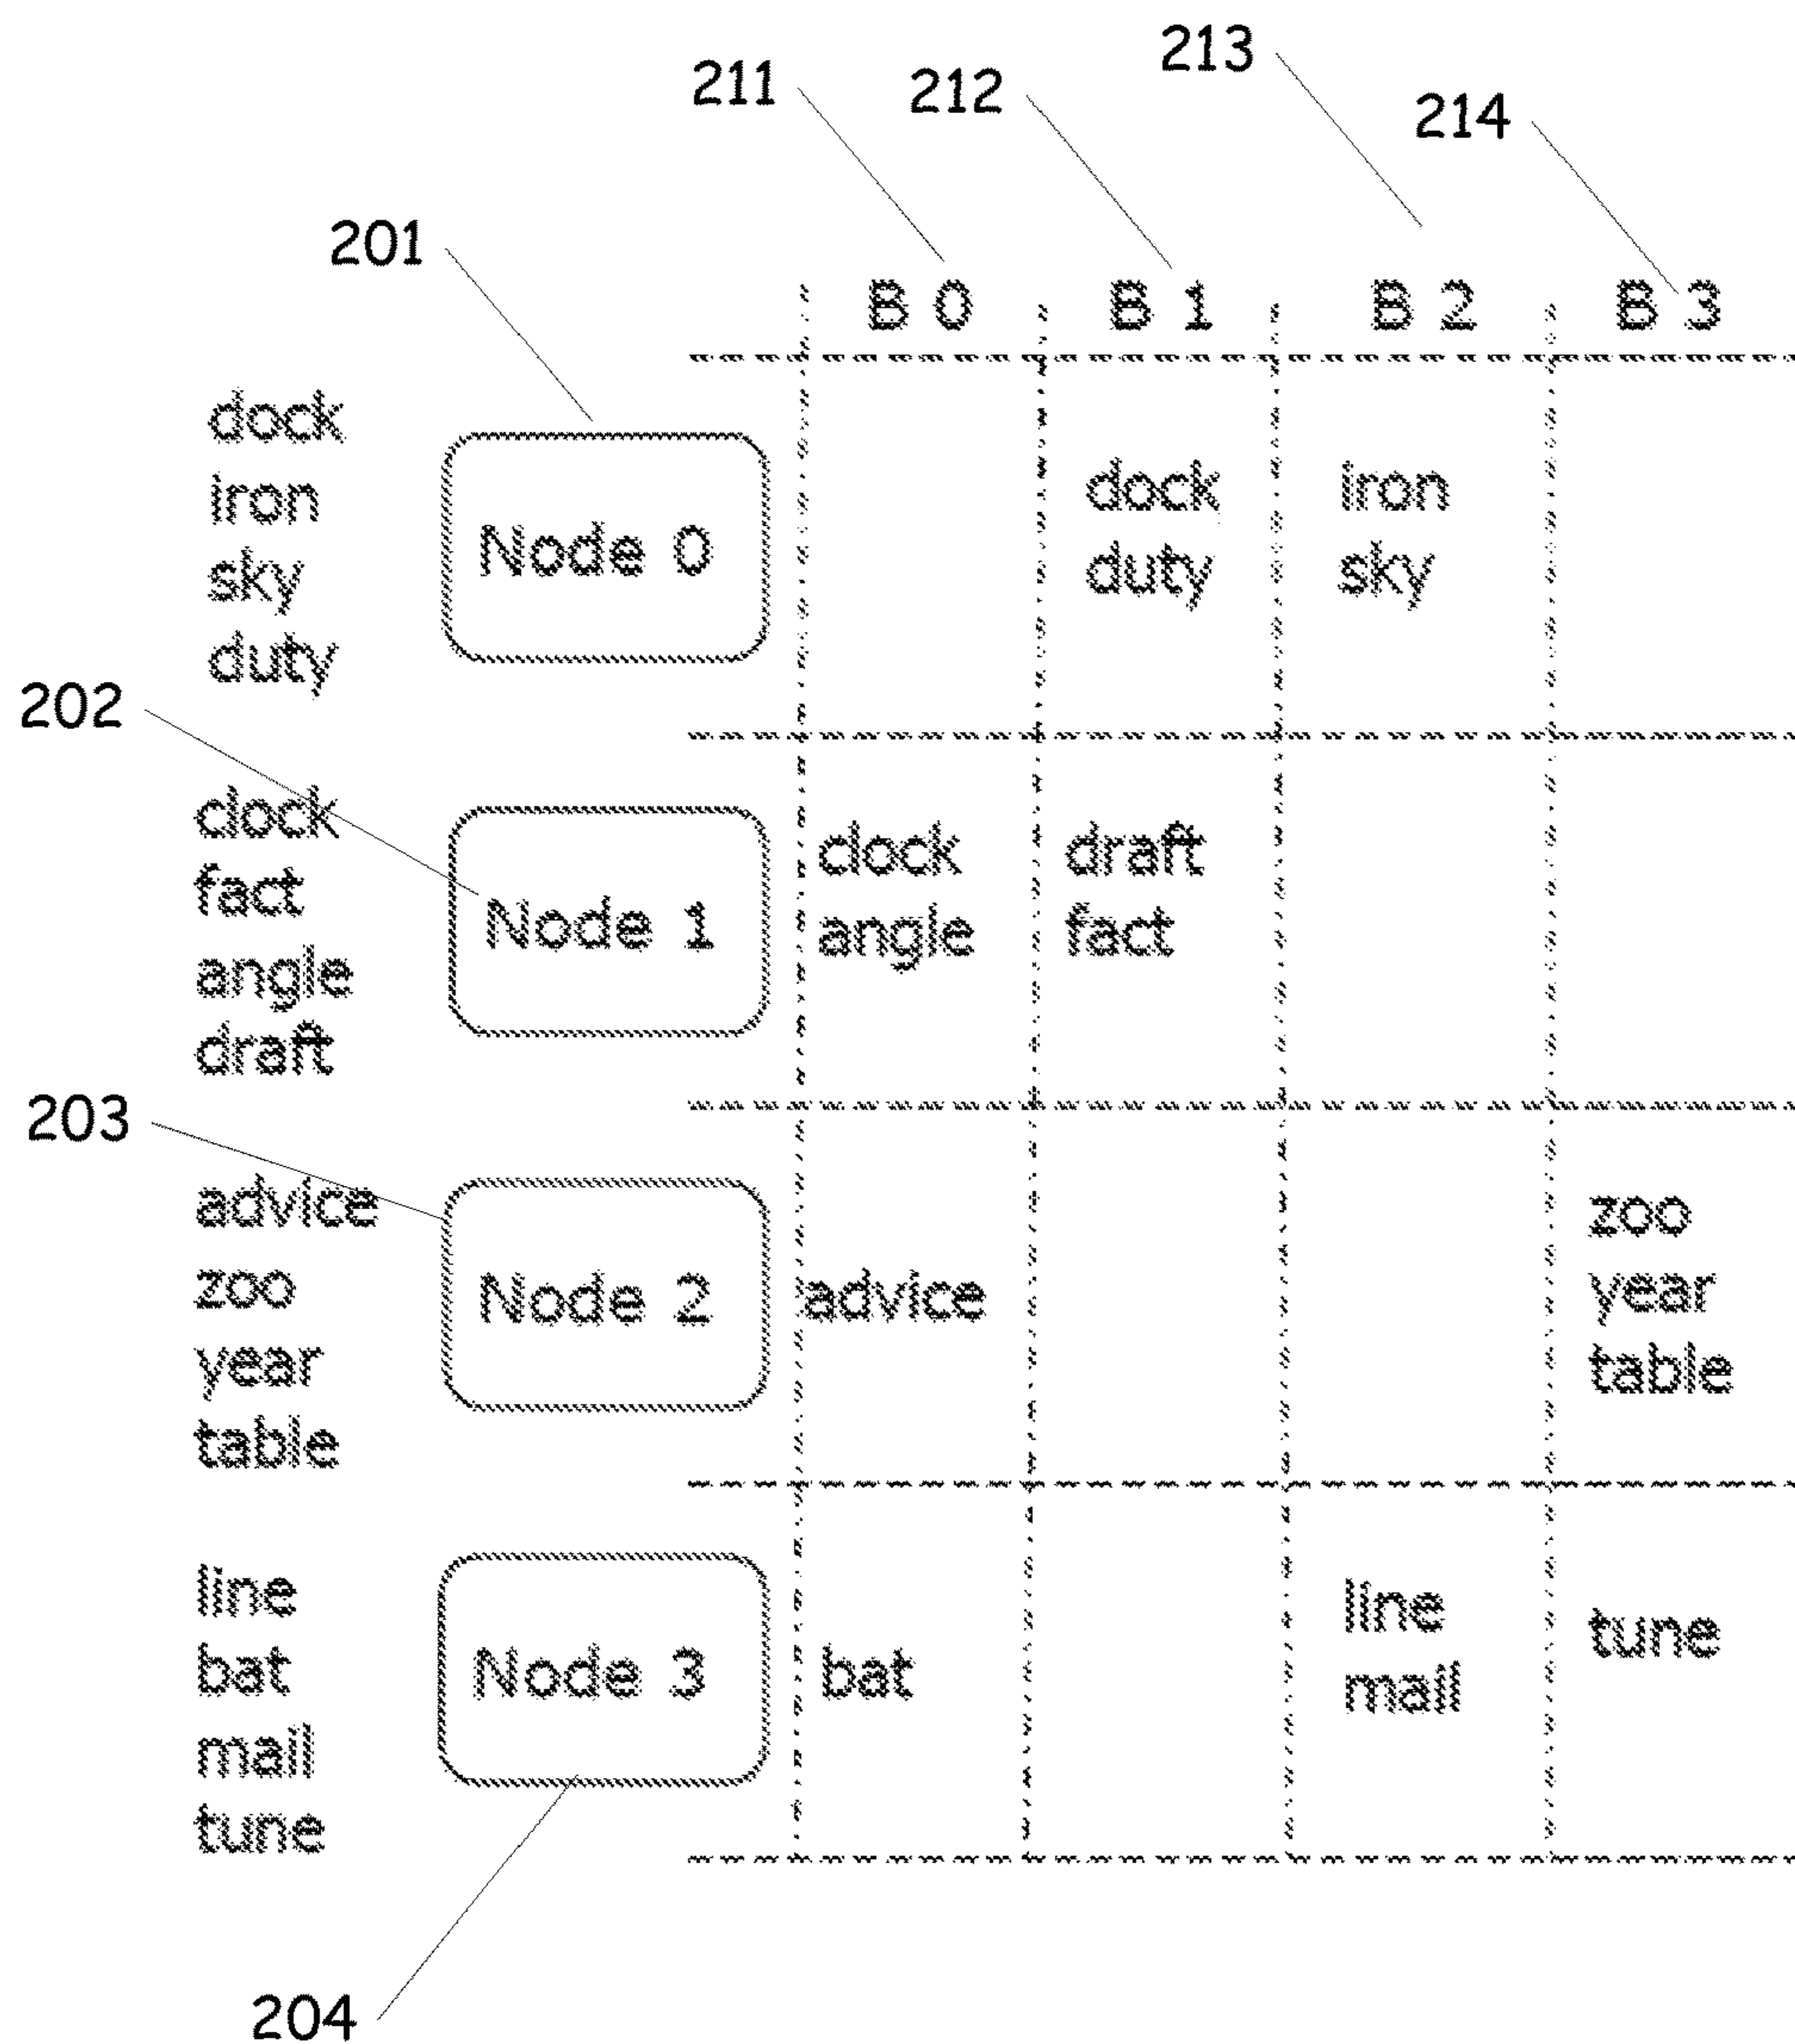 213
211 212
214
201
B 0 B 1 B 2 B 3
dock
iron
sky
duty
Node 0
dock
duty
iron
sky
202
clock
fact
angle
draft
Node 1
clock
angle
draft
fact
203
advice
zoo
year
table
Node 2
advice
zoo
year
table
line
bat
mail
tune
Node 3
bat
line
mail
tune
204